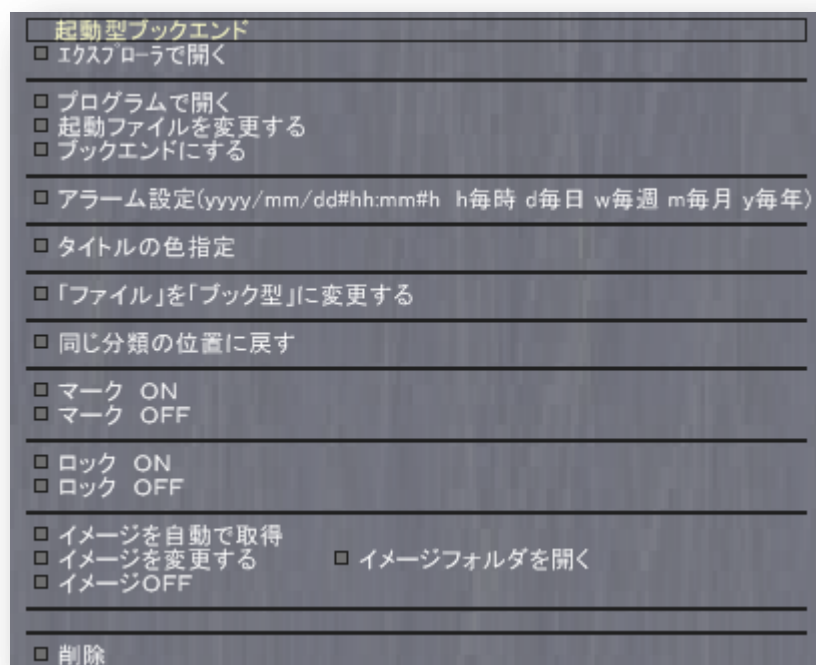 起動型ブックエンド
エクスプローラで開く
プログラムで開く
起動ファイルを変更する
ブックエンドにする
アラーム設定(yyyy/mm/dd#hh:mm#h h毎時 d毎日 w毎週 m毎月 y毎年)
タイトルの色指定
「ファイル」を「ブック型」に変更する
同じ分類の位置に戻す
マーク ON
マーク OFF
ロック ON
ロック OFF
イメージを自動で取得
イメージを変更する イメージフォルダを開く
イメージOFF
削除